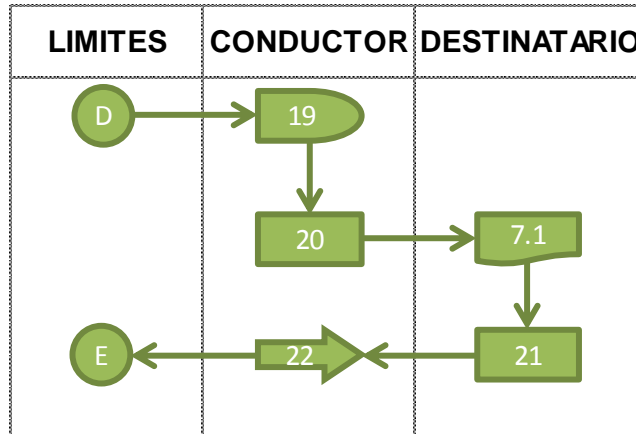 LIMITES CONDUCTOR DESTINATARIO
D 19
20 7.1
E 22 21